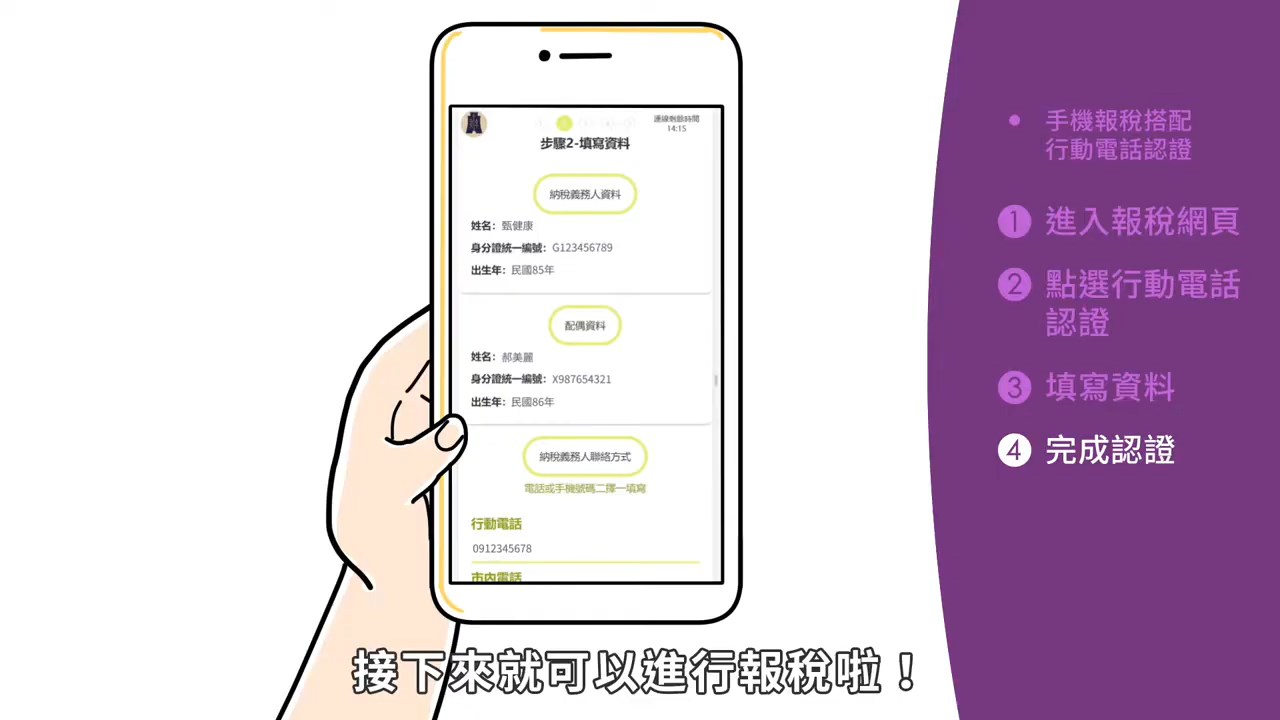 連線剩餘時間
14:15
步驟2-填寫資料
納稅義務人資料
姓名: 甄健康
身分證統一編號: G123456789
出生年: 民國85年
配偶資料
姓名: 郝美麗
身分證統一編號: X987654321
出生年: 民國86年
納稅義務人聯絡方式
電話或手機號碼二擇一填寫
行動電話
0912345678
市內電話
手機報稅搭配
行動電話認證
1 進入報稅網頁
2 點選行動電話
認證
3 填寫資料
4 完成認證
接下來就可以進行報稅啦！